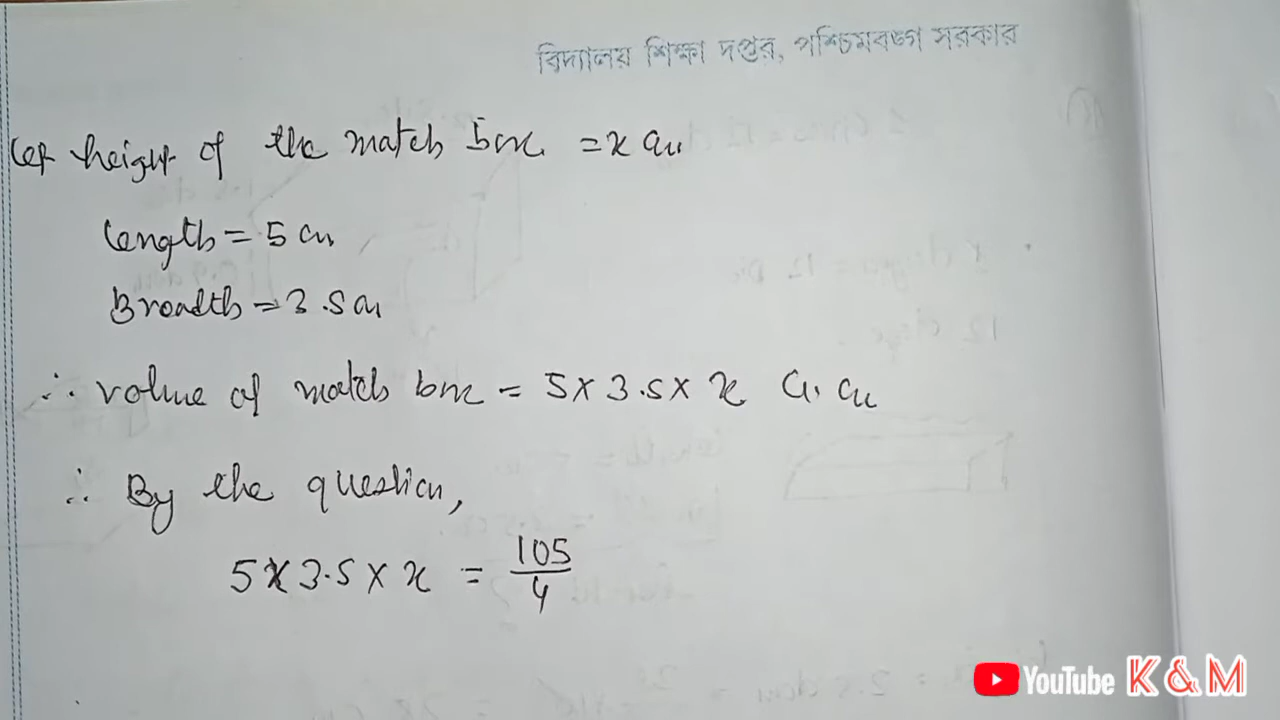 বিদ্যালয় শিক্ষা দপ্তর, পশ্চিমবঙ্গ সরকার
Let height of the match box = x cm
Length = 5 cm
Breadth = 3.5 cm
∴ volume of match box = 5 × 3.5 × x cu. cm
∴ By the question,
5 × 3.5 × x = 105/4
YouTube K & M